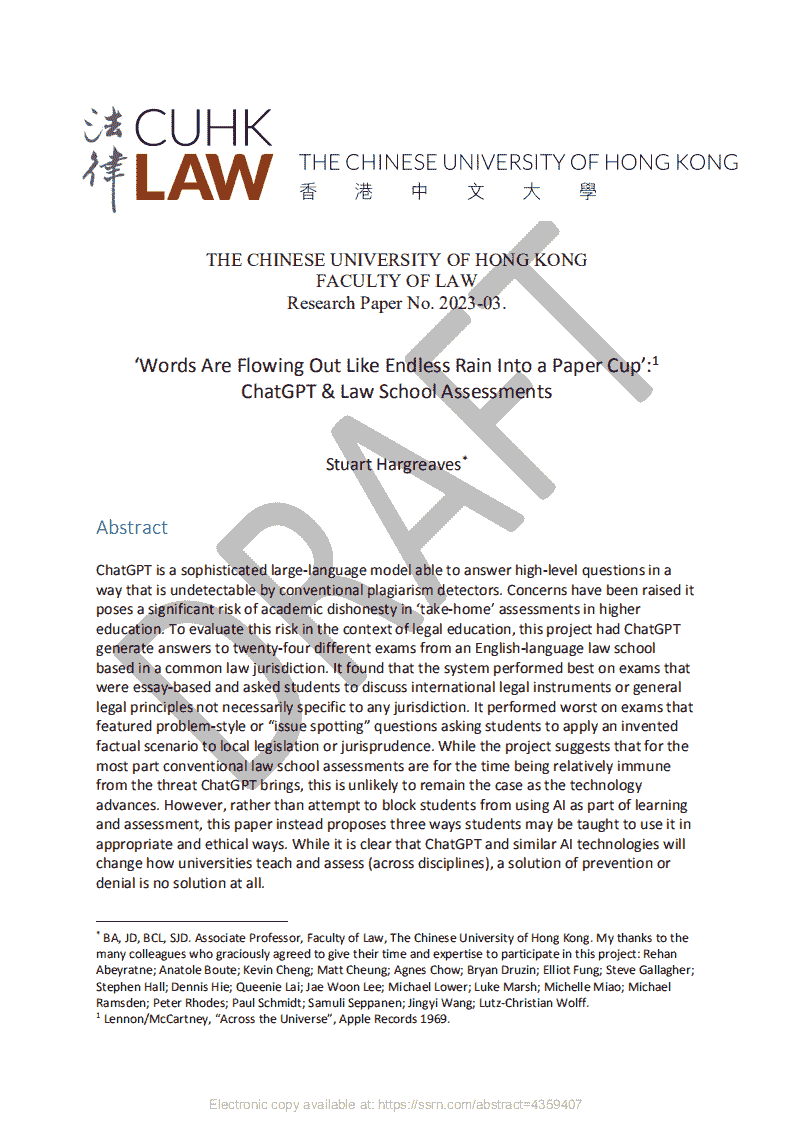 法律
CUHK
LAW
THE CHINESE UNIVERSITY OF HONG KONG
香港中文大學
THE CHINESE UNIVERSITY OF HONG KONG
FACULTY OF LAW
Research Paper No. 2023-03.
‘Words Are Flowing Out Like Endless Rain Into a Paper Cup’:1
ChatGPT & Law School Assessments
Stuart Hargreaves*
Abstract
ChatGPT is a sophisticated large-language model able to answer high-level questions in a
way that is undetectable by conventional plagiarism detectors. Concerns have been raised it
poses a significant risk of academic dishonesty in ‘take-home’ assessments in higher
education. To evaluate this risk in the context of legal education, this project had ChatGPT
generate answers to twenty-four different exams from an English-language law school
based in a common law jurisdiction. It found that the system performed best on exams that
were essay-based and asked students to discuss international legal instruments or general
legal principles not necessarily specific to any jurisdiction. It performed worst on exams that
featured problem-style or “issue spotting” questions asking students to apply an invented
factual scenario to local legislation or jurisprudence. While the project suggests that for the
most part conventional law school assessments are for the time being relatively immune
from the threat ChatGPT brings, this is unlikely to remain the case as the technology
advances. However, rather than attempt to block students from using AI as part of learning
and assessment, this paper instead proposes three ways students may be taught to use it in
appropriate and ethical ways. While it is clear that ChatGPT and similar AI technologies will
change how universities teach and assess (across disciplines), a solution of prevention or
denial is no solution at all.
DRAFT
* BA, JD, BCL, SJD. Associate Professor, Faculty of Law, The Chinese University of Hong Kong. My thanks to the
many colleagues who graciously agreed to give their time and expertise to participate in this project: Rehan
Abeyratne; Anatole Boute; Kevin Cheng; Matt Cheung; Agnes Chow; Bryan Druzin; Elliot Fung; Steve Gallagher;
Stephen Hall; Dennis Hie; Queenie Lai; Jae Woon Lee; Michael Lower; Luke Marsh; Michelle Miao; Michael
Ramsden; Peter Rhodes; Paul Schmidt; Samuli Seppanen; Jingyi Wang; Lutz-Christian Wolff.
1 Lennon/McCartney, “Across the Universe”, Apple Records 1969.
Electronic copy available at: https://ssrn.com/abstract=4359407